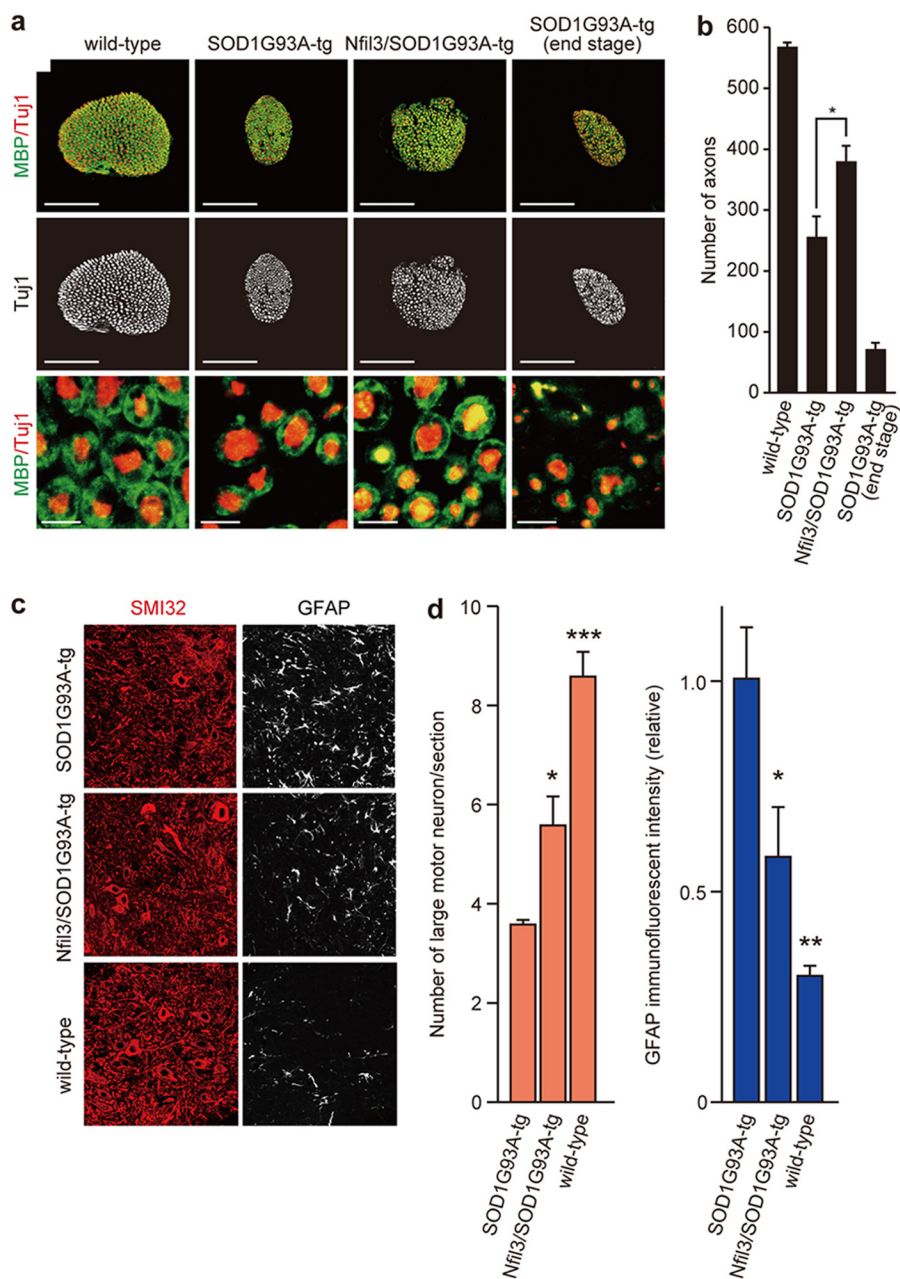 a
wild-type
SOD1G93A-tg
Nfil3/SOD1G93A-tg
SOD1G93A-tg
(end stage)
MBP/Tuj1
Tuj1
MBP/Tuj1
b
600
500
400
300
200
100
0
Number of axons
*
wild-type
SOD1G93A-tg
Nfil3/SOD1G93A-tg
SOD1G93A-tg
(end stage)
c
SMI32
GFAP
SOD1G93A-tg
Nfil3/SOD1G93A-tg
wild-type
d
10
8
6
4
2
0
Number of large motor neuron/section
*
***
SOD1G93A-tg
Nfil3/SOD1G93A-tg
wild-type
1.0
0.5
0
GFAP immunofluorescent intensity (relative)
*
**
SOD1G93A-tg
Nfil3/SOD1G93A-tg
wild-type